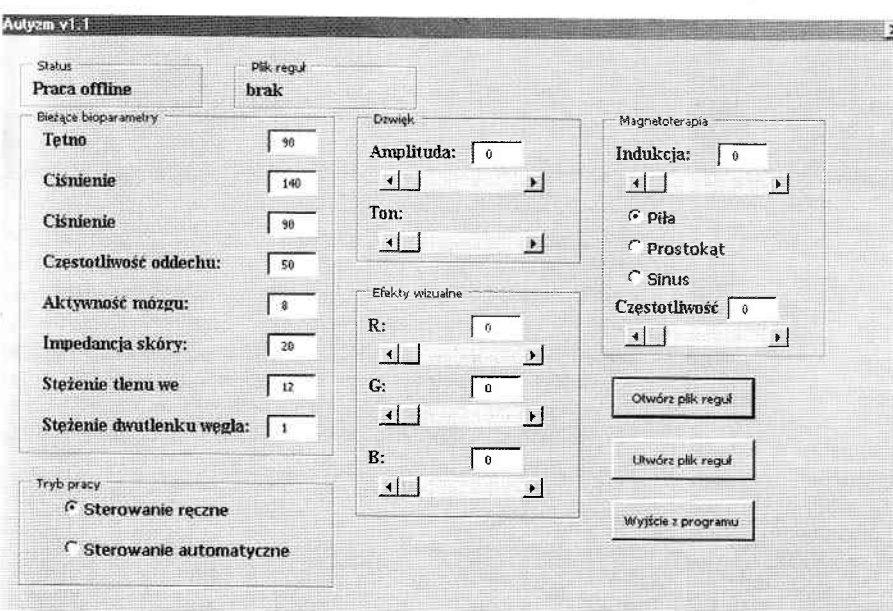 Autyzm v1.1
Status
Praca offline
Plik reguł
brak
Bieżące bioparametry
Tętno 90
Ciśnienie 140
Ciśnienie 90
Częstotliwość oddechu: 50
Aktywność mózgu: 8
Impedancja skóry: 20
Stężenie tlenu we 12
Stężenie dwutlenku węgla: 1
Tryb pracy
Sterowanie ręczne
Sterowanie automatyczne
Dzwięk
Amplituda: 0
Ton:
Efekty wizualne
R: 0
G: 0
B: 0
Magnetoterapia
Indukcja: 0
Piła
Prostokąt
Sinus
Częstotliwość 0
Otwórz plik reguł
Utwórz plik reguł
Wyjście z programu